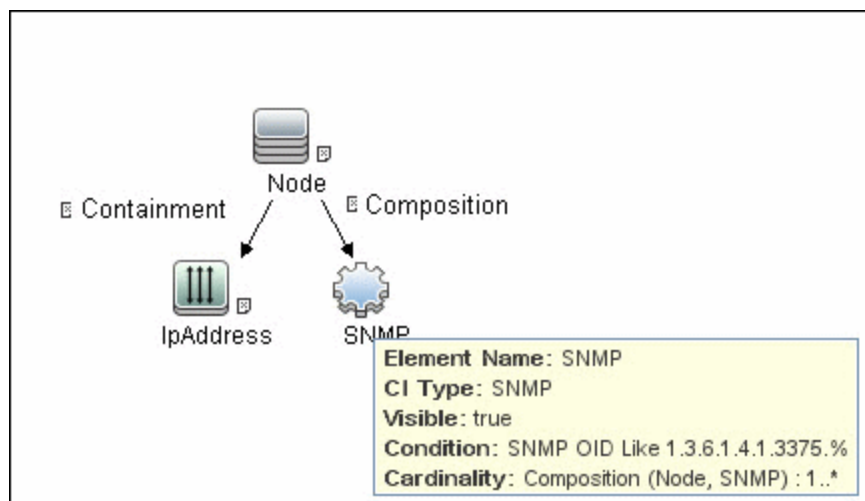 Node
Containment
Composition
IpAddress
SNMP
Element Name: SNMP
CI Type: SNMP
Visible: true
Condition: SNMP OID Like 1.3.6.1.4.1.3375.%
Cardinality: Composition (Node, SNMP) : 1..*